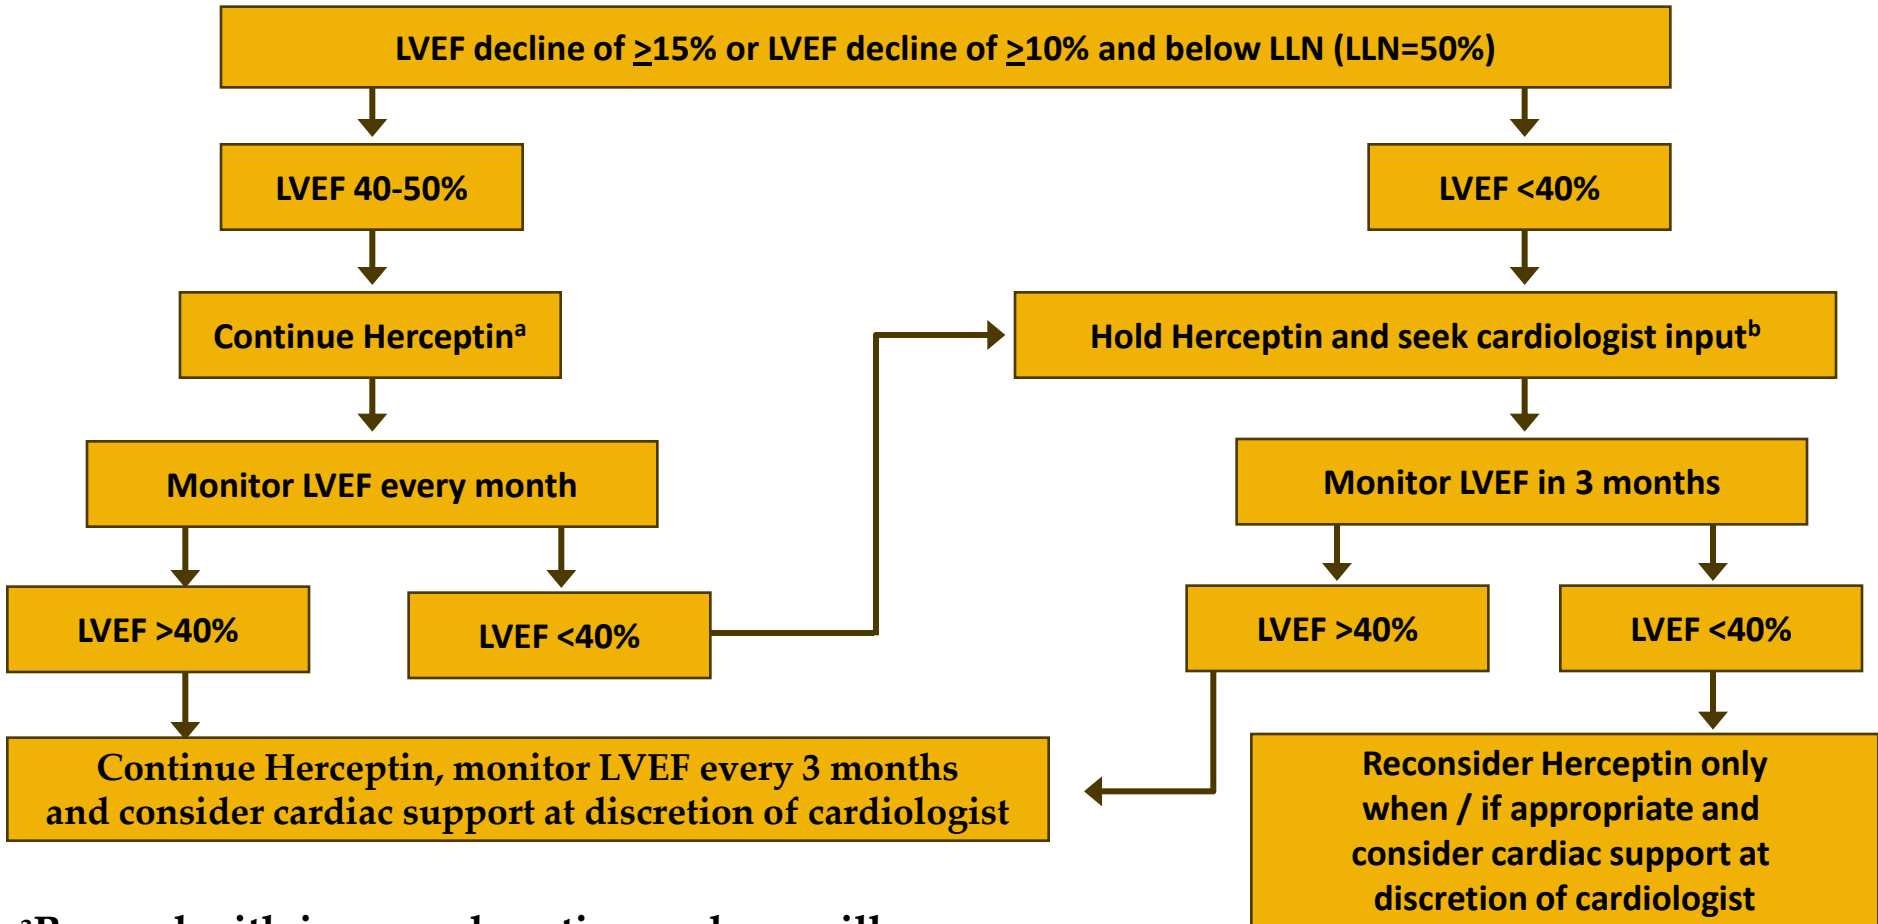 LVEF decline of ≥15% or LVEF decline of ≥10% and below LLN (LLN=50%)
LVEF 40-50%
LVEF <40%
Continue Herceptinᵃ
Hold Herceptin and seek cardiologist inputᵇ
Monitor LVEF every month
Monitor LVEF in 3 months
LVEF >40%
LVEF <40%
LVEF >40%
LVEF <40%
Continue Herceptin, monitor LVEF every 3 months
and consider cardiac support at discretion of cardiologist
Reconsider Herceptin only
when / if appropriate and
consider cardiac support at
discretion of cardiologist